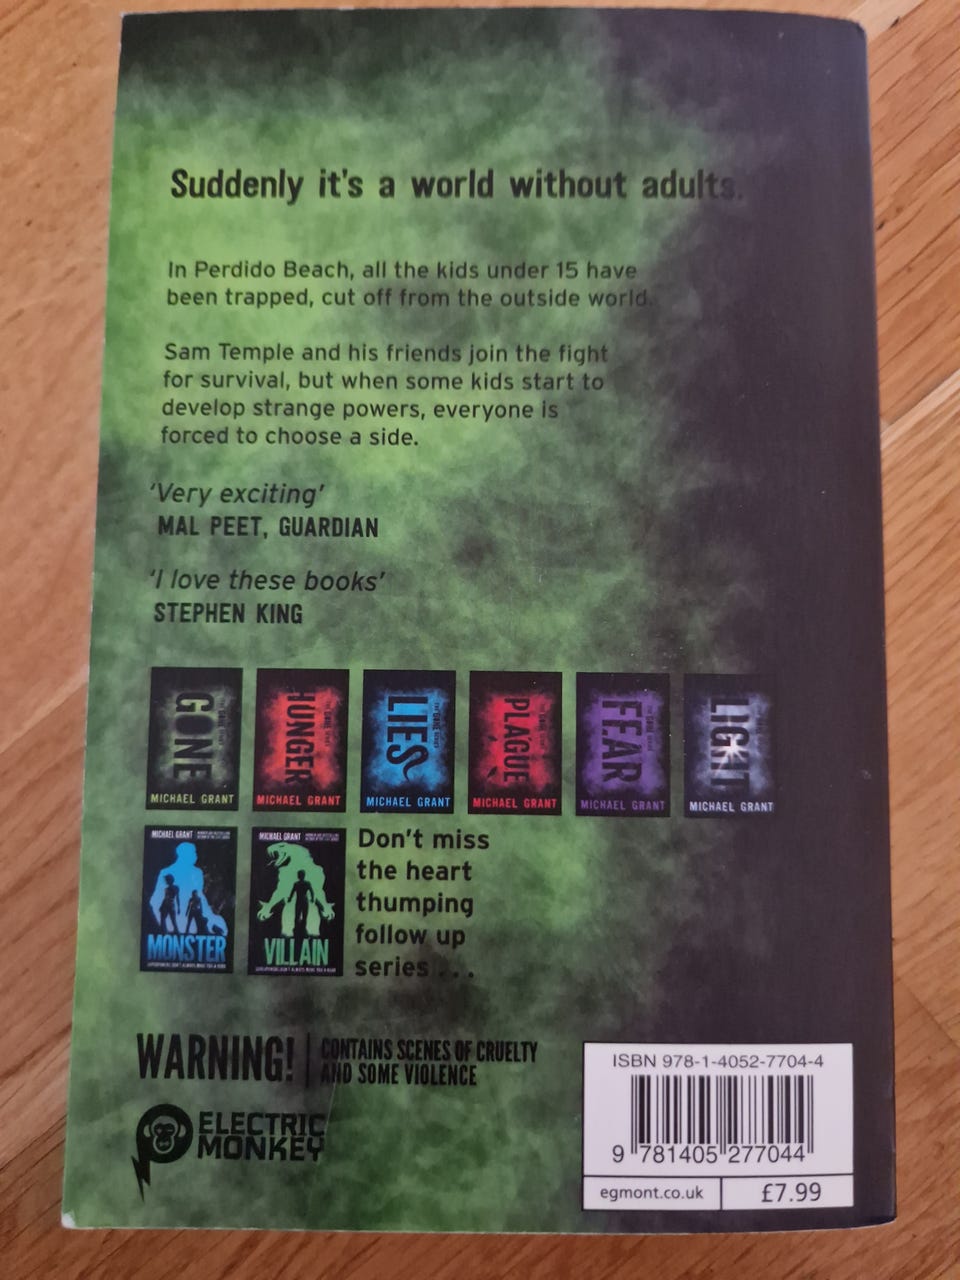 Suddenly it's a world without adults.
In Perdido Beach, all the kids under 15 have
been trapped, cut off from the outside world.
Sam Temple and his friends join the fight
for survival, but when some kids start to
develop strange powers, everyone is
forced to choose a side.
'Very exciting'
MAL PEET, GUARDIAN
'I love these books'
STEPHEN KING
GONE
MICHAEL GRANT
HUNGER
MICHAEL GRANT
LIES
MICHAEL GRANT
PLAGUE
MICHAEL GRANT
FEAR
MICHAEL GRANT
LIGHT
MICHAEL GRANT
MICHAEL GRANT
MONSTER
MICHAEL GRANT
VILLAIN
Don't miss
the heart
thumping
follow up
series . . .
WARNING!
CONTAINS SCENES OF CRUELTY
AND SOME VIOLENCE
ELECTRIC
MONKEY
ISBN 978-1-4052-7704-4
9 781405 277044
egmont.co.uk
£7.99